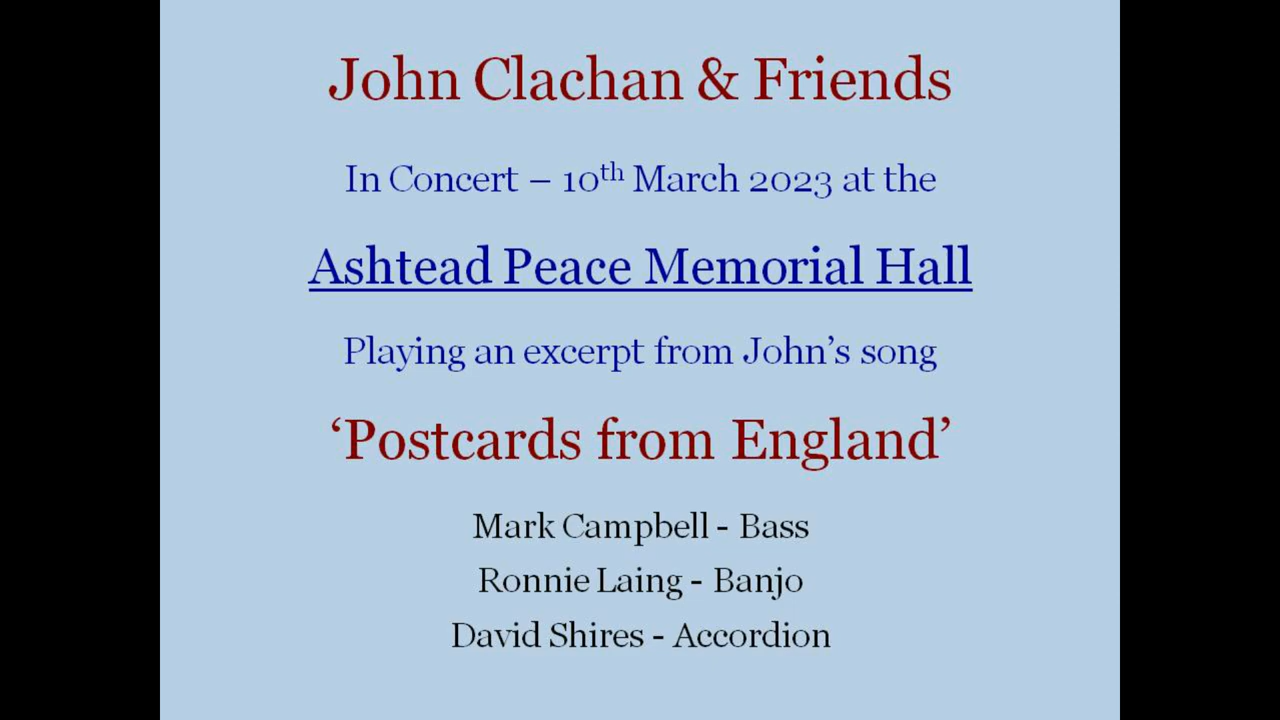 John Clachan & Friends
In Concert – 10th March 2023 at the
Ashtead Peace Memorial Hall
Playing an excerpt from John’s song
‘Postcards from England’
Mark Campbell - Bass
Ronnie Laing - Banjo
David Shires - Accordion